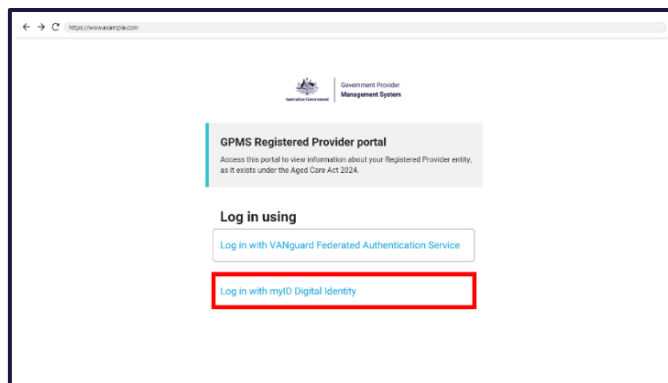 https://www.example.com
Australian Government
Government Provider
Management System
GPMS Registered Provider portal
Access this portal to view information about your Registered Provider entity,
as it exists under the Aged Care Act 2024.
Log in using
Log in with VANguard Federated Authentication Service
Log in with myID Digital Identity